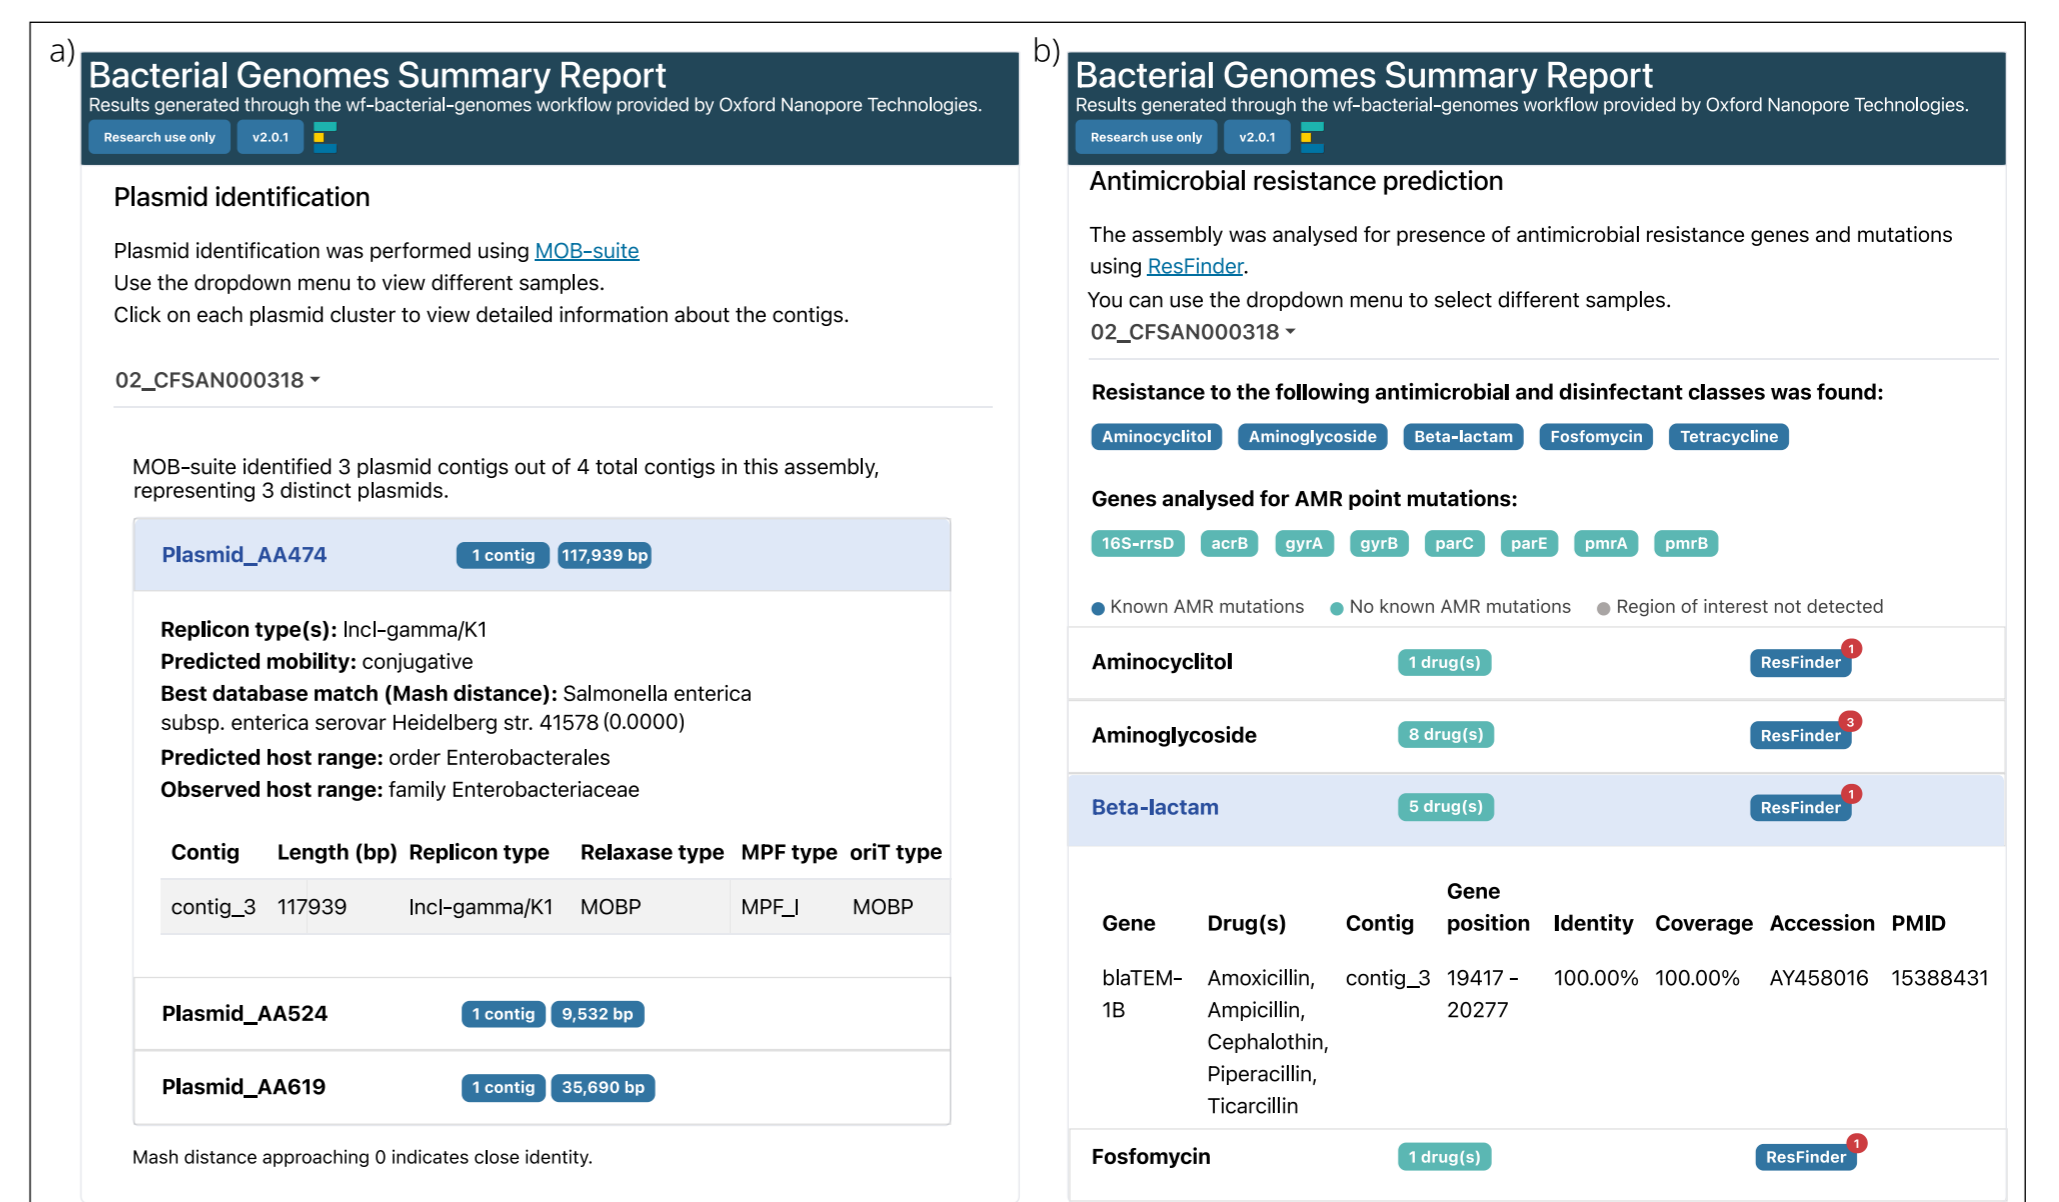 a)
Bacterial Genomes Summary Report
Results generated through the wf-bacterial-genomes workflow provided by Oxford Nanopore Technologies.
Research use only v2.0.1
Plasmid identification
Plasmid identification was performed using MOB-suite
Use the dropdown menu to view different samples.
Click on each plasmid cluster to view detailed information about the contigs.
02_CFSAN000318
MOB-suite identified 3 plasmid contigs out of 4 total contigs in this assembly,
representing 3 distinct plasmids.
Plasmid_AA474 1 contig 117,939 bp
Replicon type(s): IncI-gamma/K1
Predicted mobility: conjugative
Best database match (Mash distance): Salmonella enterica
subsp. enterica serovar Heidelberg str. 41578 (0.0000)
Predicted host range: order Enterobacterales
Observed host range: family Enterobacteriaceae
Contig Length (bp) Replicon type Relaxase type MPF type oriT type
contig_3 117939 IncI-gamma/K1 MOBP MPF_I MOBP
Plasmid_AA524 1 contig 9,532 bp
Plasmid_AA619 1 contig 35,690 bp
Mash distance approaching 0 indicates close identity.
b)
Bacterial Genomes Summary Report
Results generated through the wf-bacterial-genomes workflow provided by Oxford Nanopore Technologies.
Research use only v2.0.1
Antimicrobial resistance prediction
The assembly was analysed for presence of antimicrobial resistance genes and mutations
using ResFinder.
You can use the dropdown menu to select different samples.
02_CFSAN000318
Resistance to the following antimicrobial and disinfectant classes was found:
Aminocyclitol Aminoglycoside Beta-lactam Fosfomycin Tetracycline
Genes analysed for AMR point mutations:
16S-rrsD acrB gyrA gyrB parC parE pmrA pmrB
Known AMR mutations No known AMR mutations Region of interest not detected
Aminocyclitol 1 drug(s) ResFinder 1
Aminoglycoside 8 drug(s) ResFinder 3
Beta-lactam 5 drug(s) ResFinder 1
Gene
Gene Drug(s) Contig position Identity Coverage Accession PMID
blaTEM- Amoxicillin, contig_3 19417 - 100.00% 100.00% AY458016 15388431
1B Ampicillin, 20277
Cephalothin,
Piperacillin,
Ticarcillin
Fosfomycin 1 drug(s) ResFinder 1